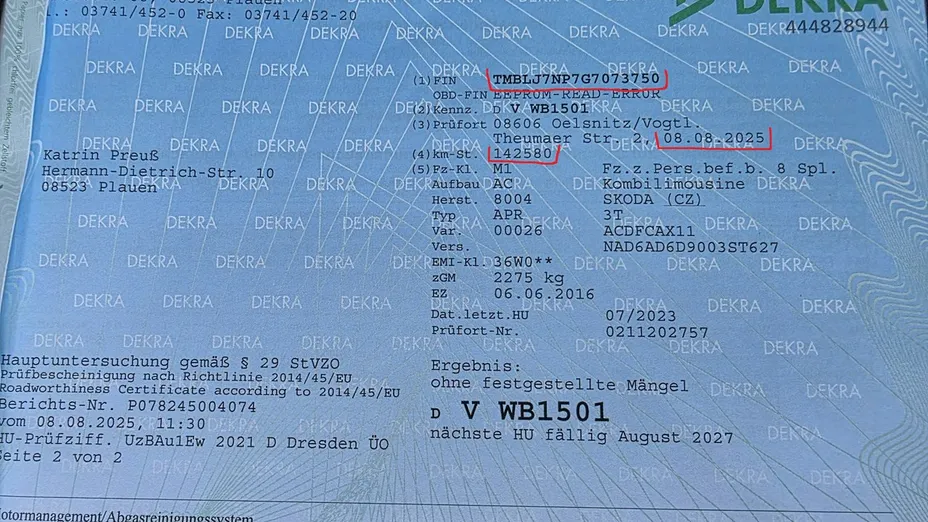 08523 Plauen
.: 03741/452-0 Fax: 03741/452-20
DEKRA
444828944
(1) FIN TMBLJ7NP7G7073750
OBD-FIN EEPROM-READ-ERROR
(2) Kennz. D V WB1501
(3) Prüfort 08606 Oelsnitz/Vogtl.
Theumaer Str. 2, 08.08.2025
(4) km-St. 142580
(5) Fz-Kl. M1 Fz.z.Pers.bef.b. 8 Spl.
Aufbau AC Kombilimousine
Herst. 8004 SKODA (CZ)
Typ APR 3T
Var. 00026 ACDFCAX11
Vers. NAD6AD6D9003ST627
EMI-Kl. 36W0**
zGM 2275 kg
EZ 06.06.2016
Dat.letzt.HU 07/2023
Prüfort-Nr. 0211202757
Katrin Preuß
Hermann-Dietrich-Str. 10
08523 Plauen
Hauptuntersuchung gemäß § 29 StVZO
Prüfbescheinigung nach Richtlinie 2014/45/EU
Roadworthiness Certificate according to 2014/45/EU
Berichts-Nr. P078245004074
vom 08.08.2025, 11:30
HU-Prüfziff. UzBAu1Ew 2021 D Dresden ÜO
Seite 2 von 2
Ergebnis:
ohne festgestellte Mängel
D V WB1501
nächste HU fällig August 2027
otormanagement/Abgasreinigungssystem